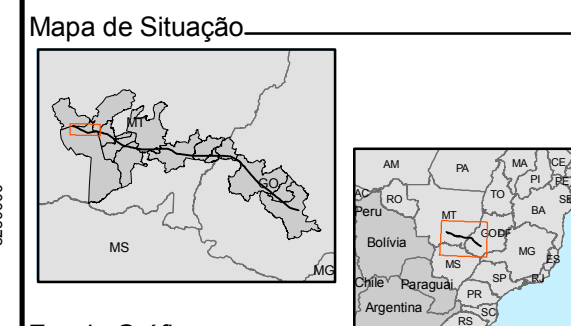 Mapa de Situação
MT
GO
MS
MG
AM
PA
MA
CE
PI
PE
AC
RO
TO
SE
BA
Peru
MT
GO
DF
Bolívia
MG
MS
ES
Chile
Paraguai
SP
RJ
PR
Argentina
SC
RS